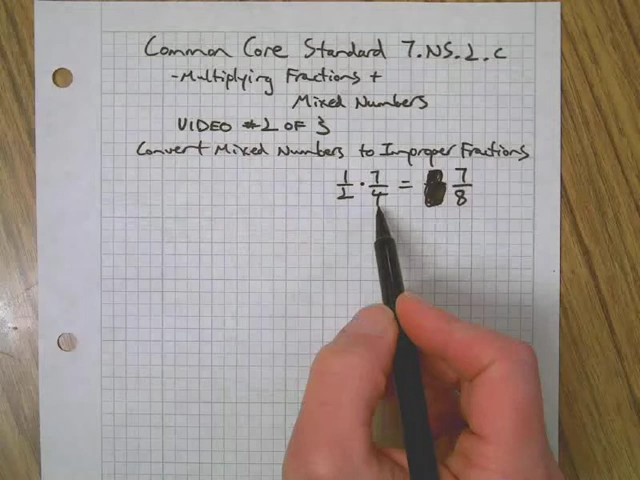 Common Core Standard 7.NS.2.c
- Multiplying Fractions +
Mixed Numbers
VIDEO #2 OF 3
Convert Mixed Numbers to Improper Fractions
1/2 · 7/4 = 7/8